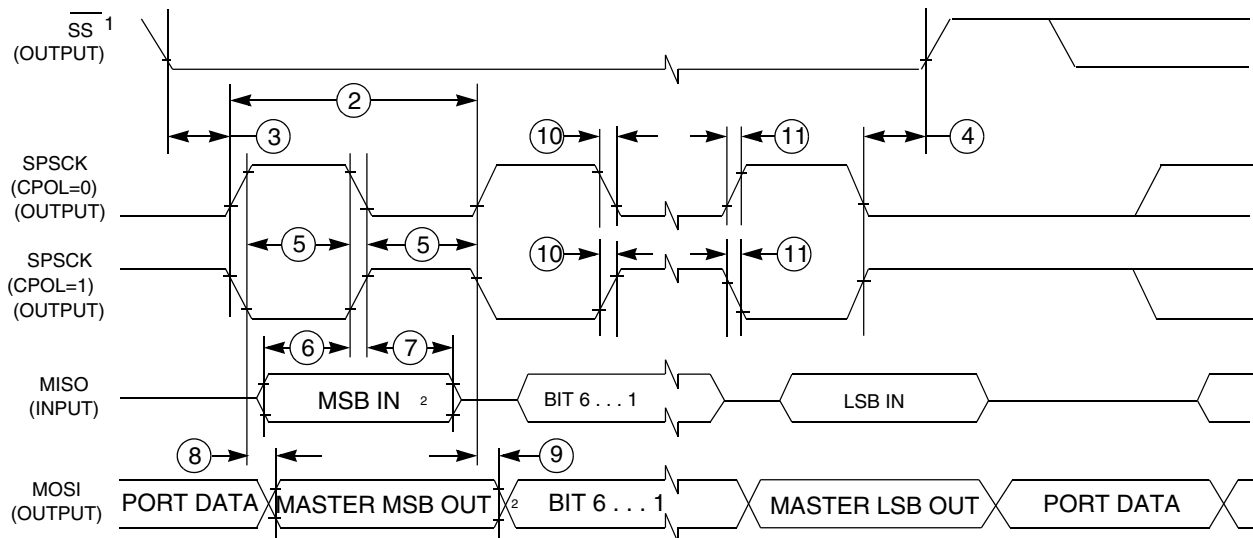 SS 1
(OUTPUT)
2
3
10
11
4
SPSCK
(CPOL=0)
(OUTPUT)
5
5
SPSCK
(CPOL=1)
(OUTPUT)
10
11
6
7
MISO
(INPUT)
MSB IN 2
BIT 6 . . . 1
LSB IN
8
9
MOSI
(OUTPUT)
PORT DATA
MASTER MSB OUT 2
BIT 6 . . . 1
MASTER LSB OUT
PORT DATA